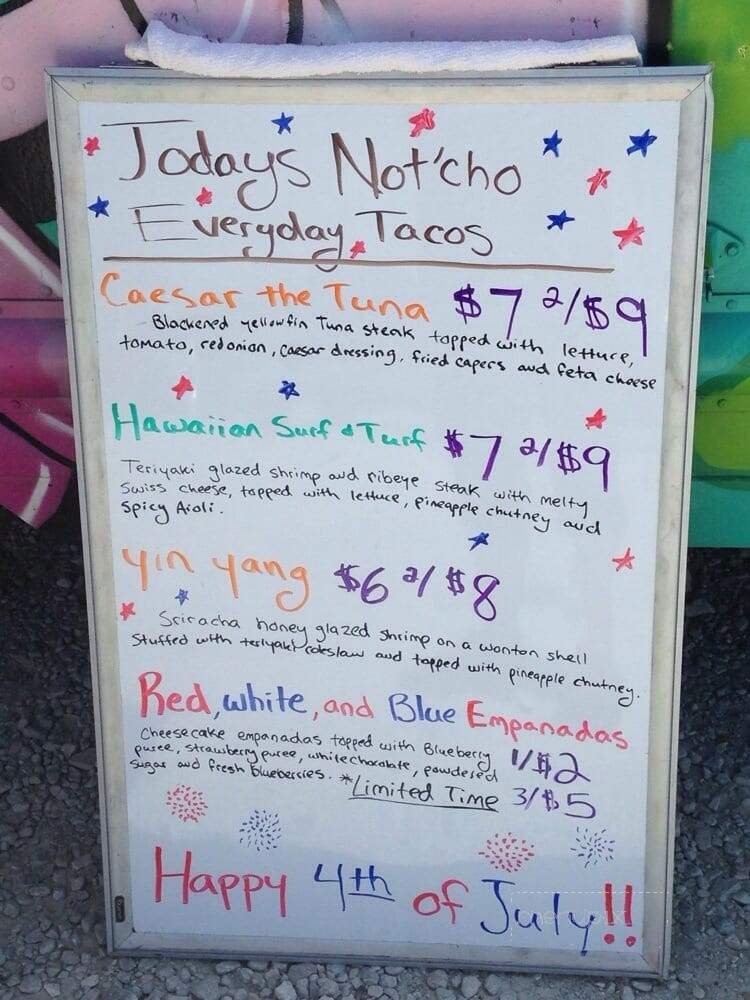 Todays Not'cho
Everyday Tacos
Caesar the Tuna $7 2/$9
Blackened yellowfin Tuna steak topped with lettuce,
tomato, red onion, caesar dressing, fried capers and feta cheese
Hawaiian Surf & Turf $7 2/$9
Teriyaki glazed shrimp and ribeye steak with melty
Swiss cheese, topped with lettuce, pineapple chutney and
Spicy Aioli.
Yin Yang $6 2/$8
Sriracha honey glazed shrimp on a wonton shell
Stuffed with teriyaki coleslaw and topped with pineapple chutney.
Red, white, and Blue Empanadas
Cheesecake empanadas topped with Blueberry 1/$2
puree, strawberry puree, white chocolate, powdered
sugar and fresh blueberries. *Limited Time 3/$5
Happy 4th of July!!